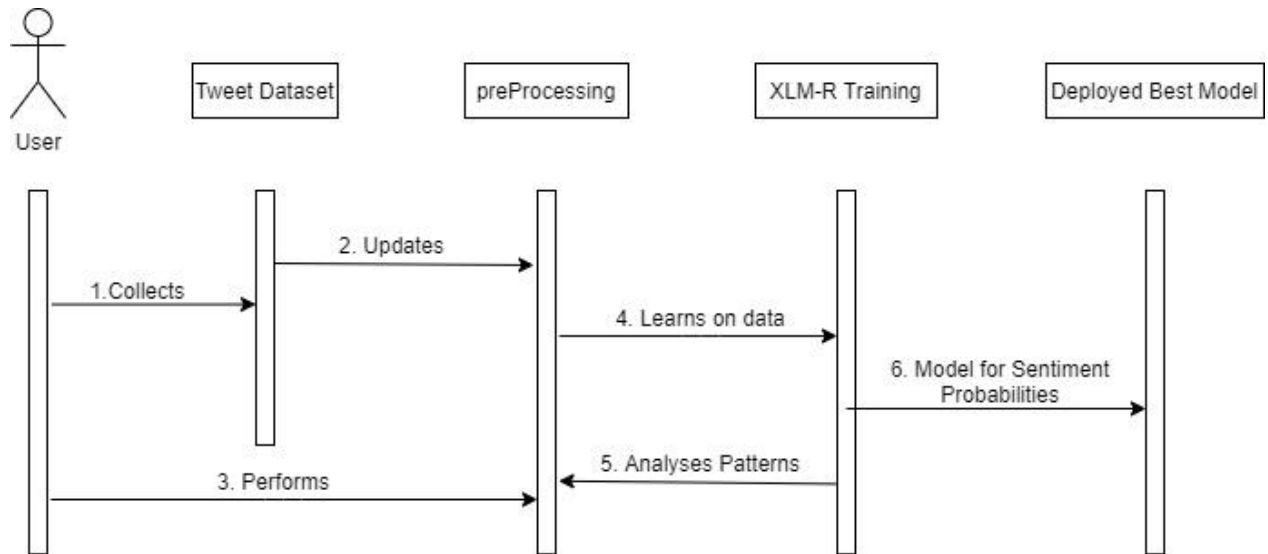 User
Tweet Dataset
preProcessing
XLM-R Training
Deployed Best Model
2. Updates
1.Collects
4. Learns on data
6. Model for Sentiment
Probabilities
5. Analyses Patterns
3. Performs